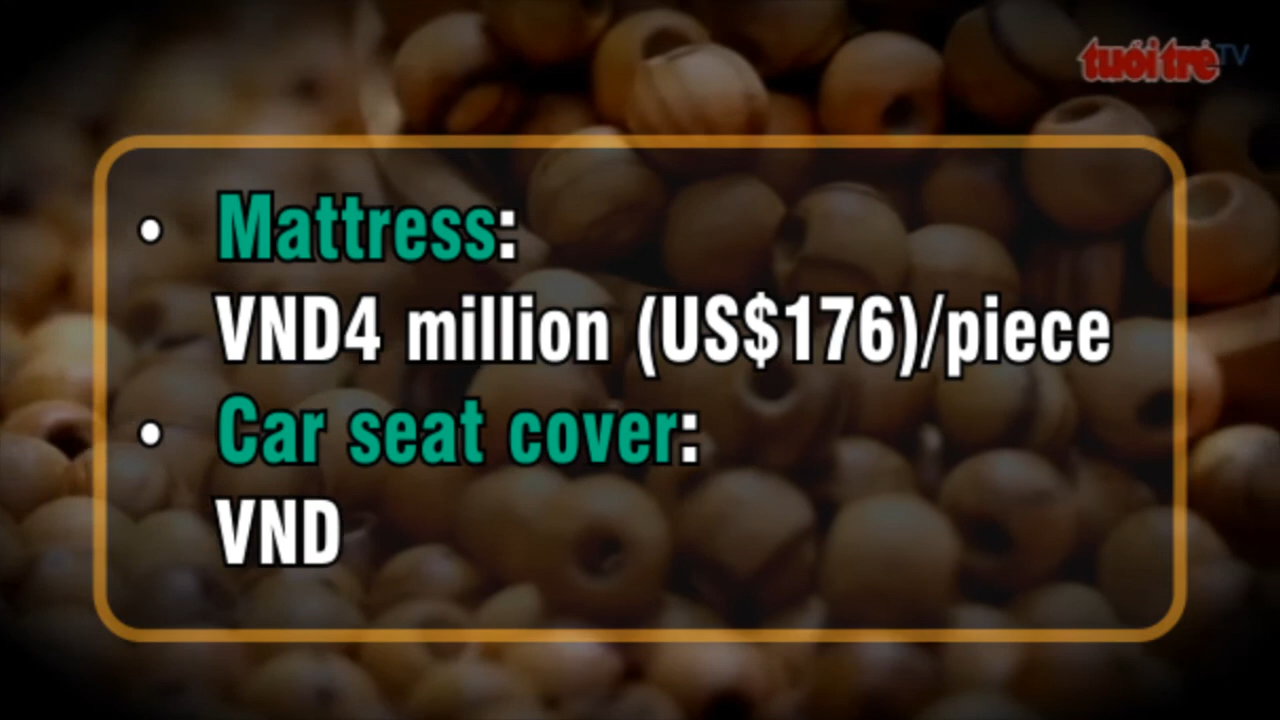 tuổi trẻ TV
• Mattress:
VND4 million (US$176)/piece
• Car seat cover:
VND